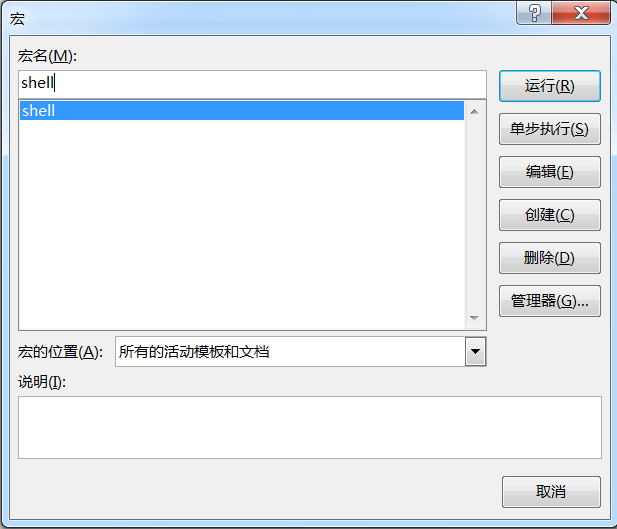 宏
宏名(M):
shell
shell
运行(R)
单步执行(S)
编辑(E)
创建(C)
删除(D)
管理器(G)...
宏的位置(A):
所有的活动模板和文档
说明(I):
取消